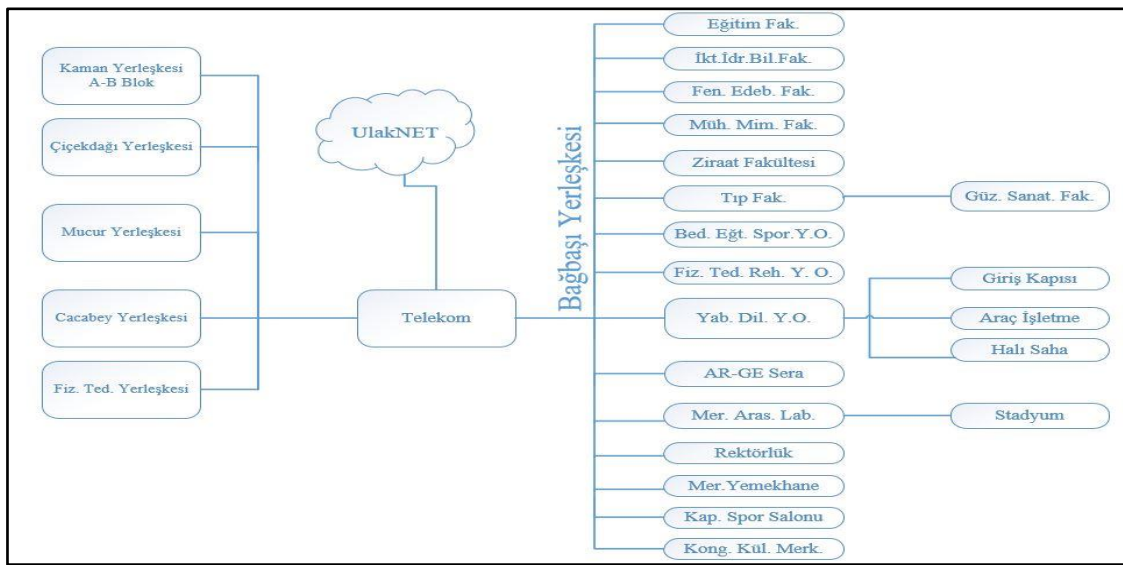 Kaman Yerleşkesi
A-B Blok
Çiçekdağı Yerleşkesi
Mucur Yerleşkesi
Cacabey Yerleşkesi
Fiz. Ted. Yerleşkesi
UlakNET
Telekom
Bağbaşı Yerleşkesi
Eğitim Fak.
İkt.İdr.Bil.Fak.
Fen. Edeb. Fak.
Müh. Mim. Fak.
Ziraat Fakültesi
Tıp Fak.
Bed. Eğt. Spor.Y.O.
Fiz. Ted. Reh. Y. O.
Yab. Dil. Y.O.
AR-GE Sera
Mer. Aras. Lab.
Rektörlük
Mer.Yemekhane
Kap. Spor Salonu
Kong. Kül. Merk.
Güz. Sanat. Fak.
Giriş Kapısı
Araç İşletme
Halı Saha
Stadyum